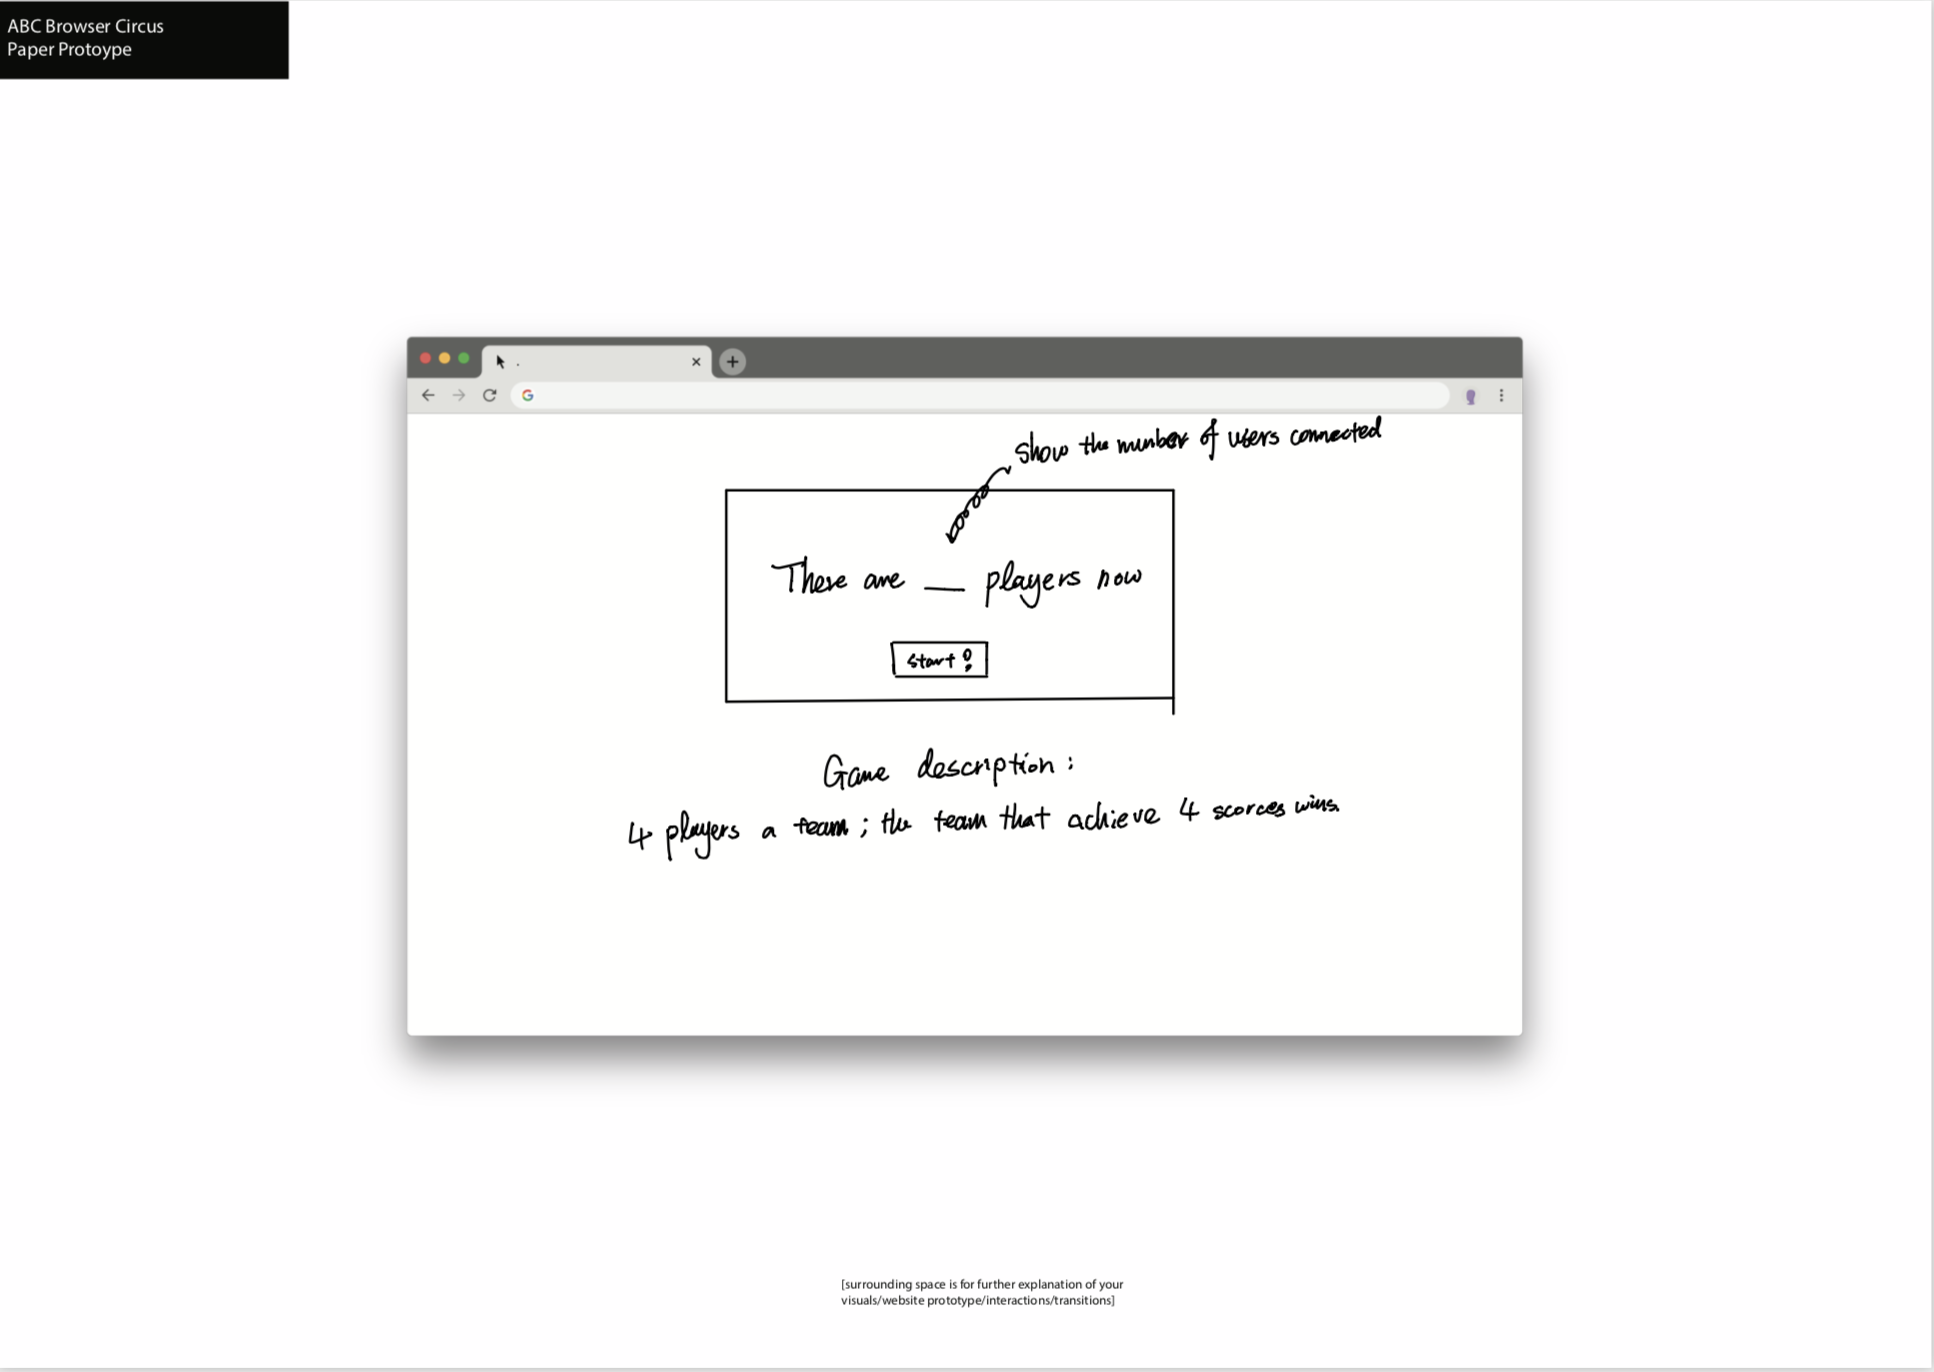 ABC Browser Circus
Paper Protoype
show the munber of users connected
There are __ players now
start!
Game description:
4 players a team; the team that achieve 4 scorces wins.
[surrounding space is for further explanation of your
visuals/website prototype/interactions/transitions]